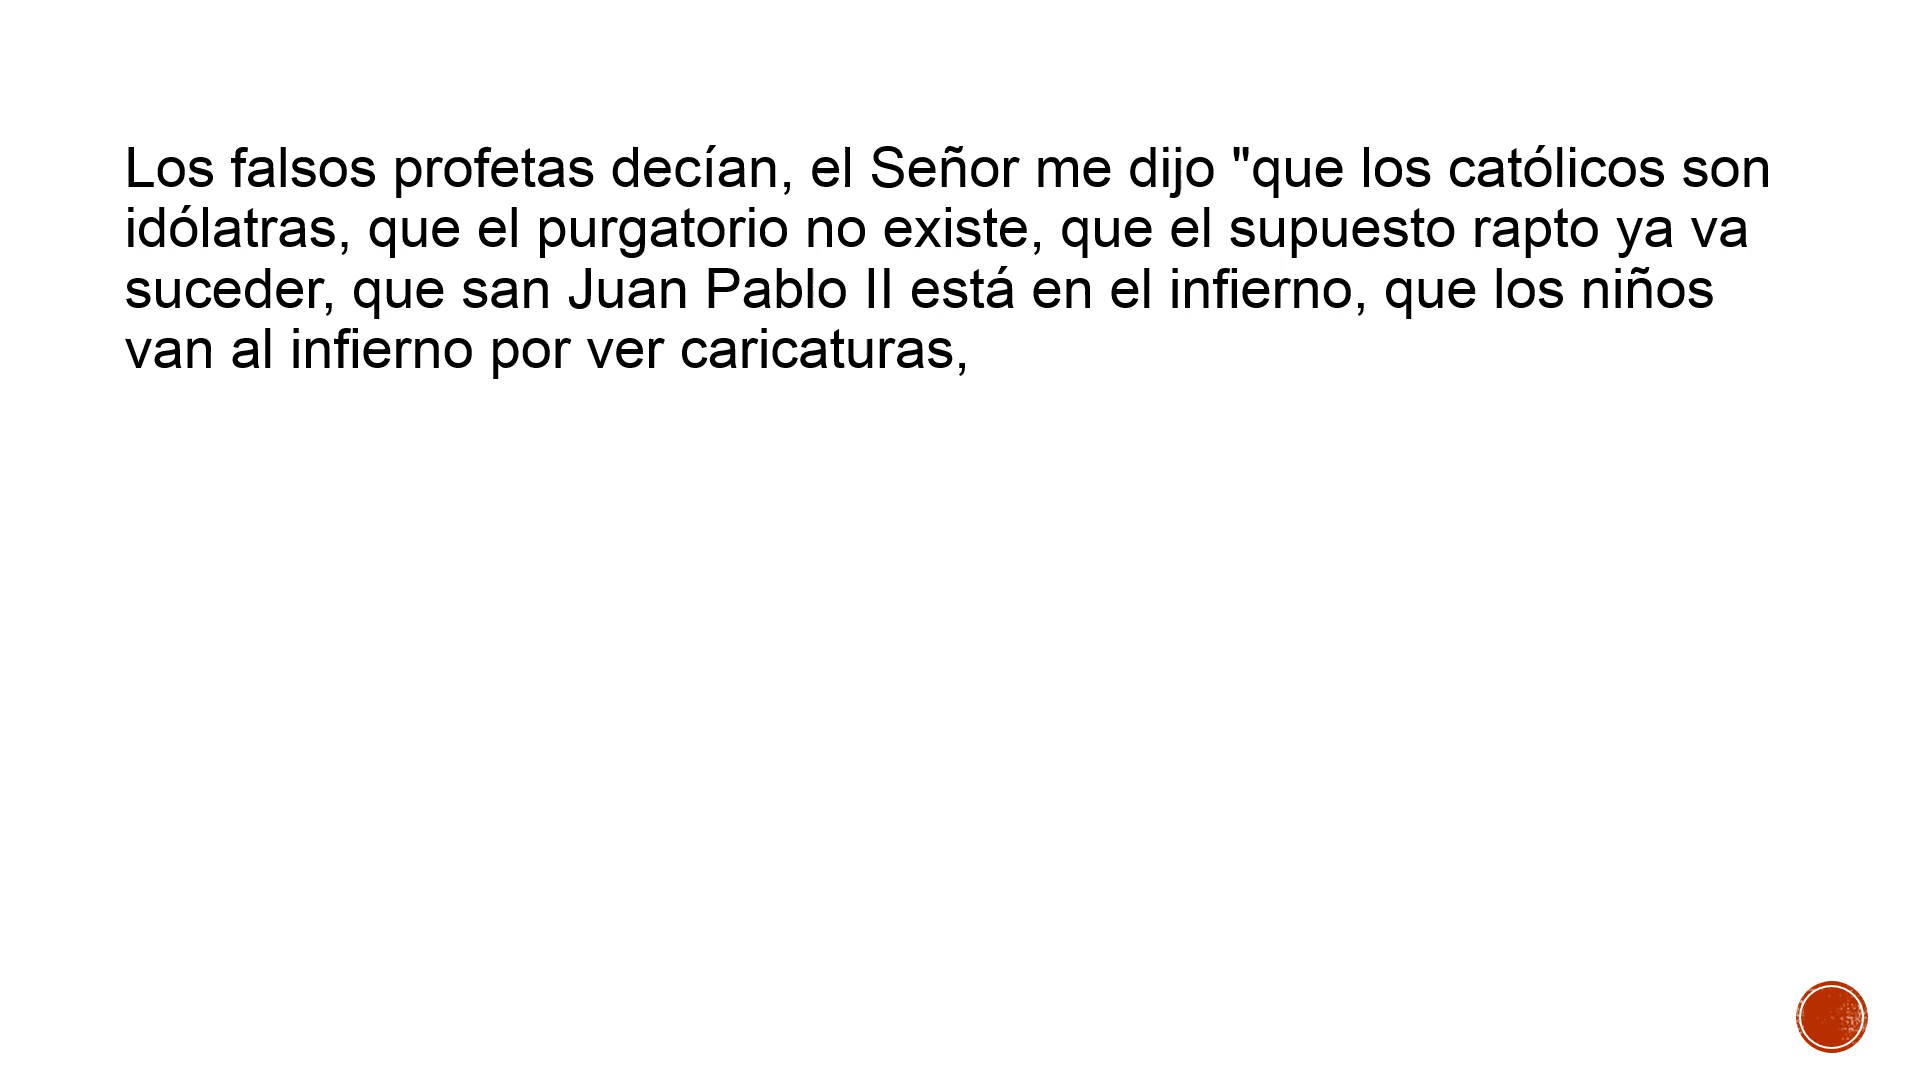 Los falsos profetas decían, el Señor me dijo "que los católicos son
idólatras, que el purgatorio no existe, que el supuesto rapto ya va
suceder, que san Juan Pablo II está en el infierno, que los niños
van al infierno por ver caricaturas,